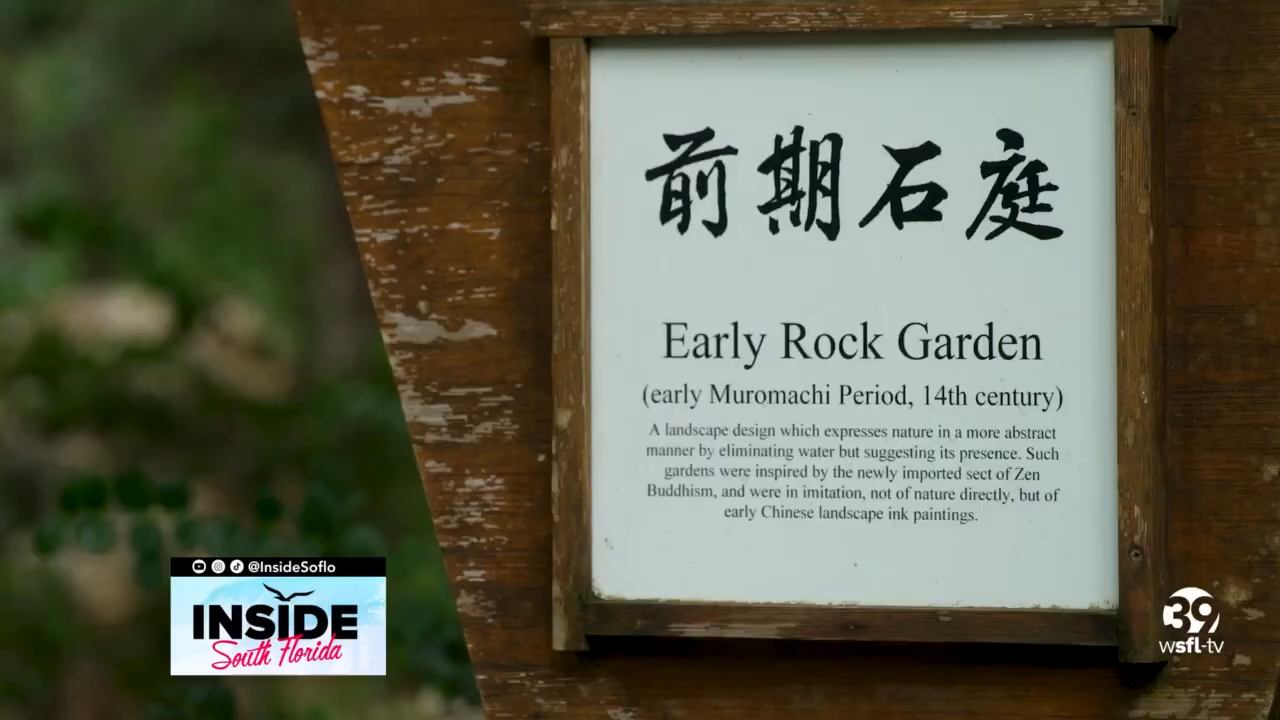 前期石庭
Early Rock Garden
(early Muromachi Period, 14th century)
A landscape design which expresses nature in a more abstract
manner by eliminating water but suggesting its presence. Such
gardens were inspired by the newly imported sect of Zen
Buddhism, and were in imitation, not of nature directly, but of
early Chinese landscape ink paintings.
@InsideSoflo
INSIDE
South Florida
39
wsfl-tv